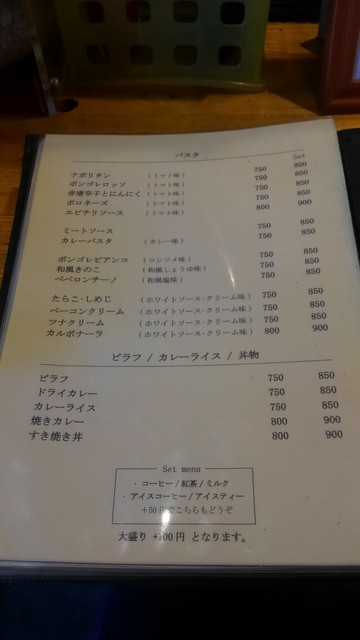 パスタ
Set
ナポリタン (トマト味) 750 850
ボンゴレロッソ (トマト味) 750 850
赤唐辛子とにんにく (トマト味) 750 850
ボロネーズ (トマト味) 750 850
エビチリソース (トマト味) 800 900
ミートソース 750 850
カレーパスタ (カレー味) 750 850
ボンゴレビアンコ (コンソメ味) 750 850
和風きのこ (和風しょうゆ味) 750 850
ペペロンチーノ (和風塩味) 750 850
たらこ・しめじ (ホワイトソース・クリーム味) 750 850
ベーコンクリーム (ホワイトソース・クリーム味) 750 850
ツナクリーム (ホワイトソース・クリーム味) 750 850
カルボナーラ (ホワイトソース・クリーム味) 800 900
ピラフ / カレーライス / 丼物
ピラフ 750 850
ドライカレー 750 850
カレーライス 750 850
焼きカレー 800 900
すき焼き丼 800 900
Set menu
・コーヒー/紅茶/ミルク
・アイスコーヒー/アイスティー
+50円でこちらもどうぞ
大盛り +100円 となります。